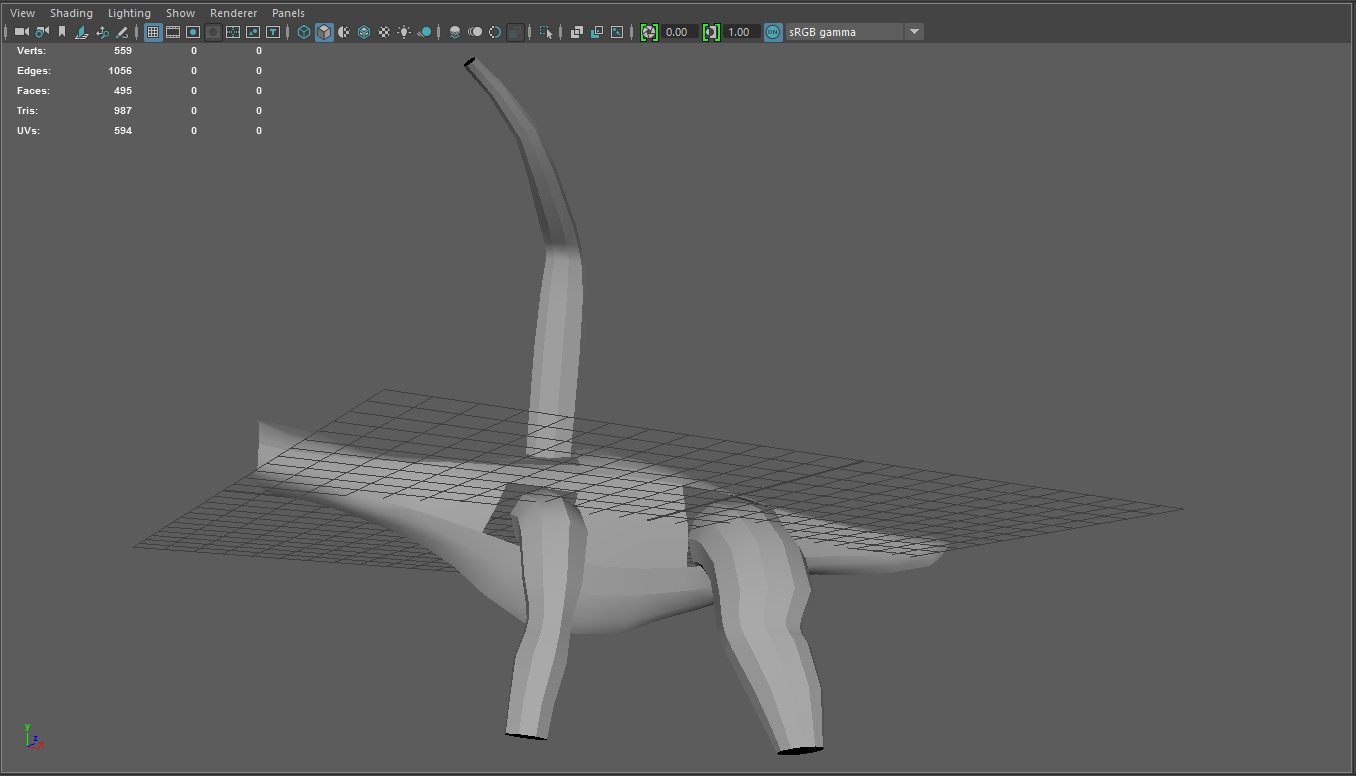 View Shading Lighting Show Renderer Panels
0.00 1.00 ON sRGB gamma
Verts: 559 0 0
Edges: 1056 0 0
Faces: 495 0 0
Tris: 987 0 0
UVs: 594 0 0
y
z
x